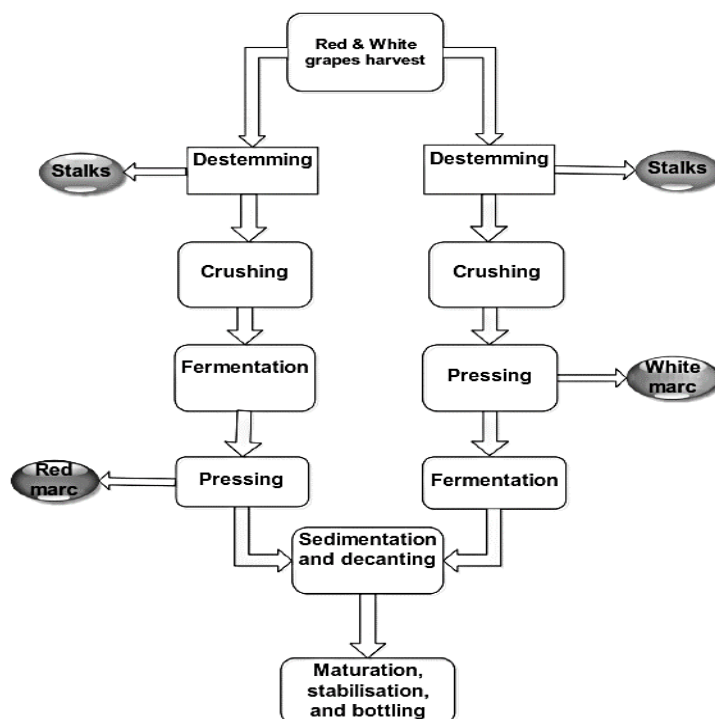 Red & White
grapes harvest
Destemming
Destemming
Stalks
Stalks
Crushing
Crushing
Fermentation
Pressing
White
marc
Red
marc
Pressing
Fermentation
Sedimentation
and decanting
Maturation,
stabilisation,
and bottling